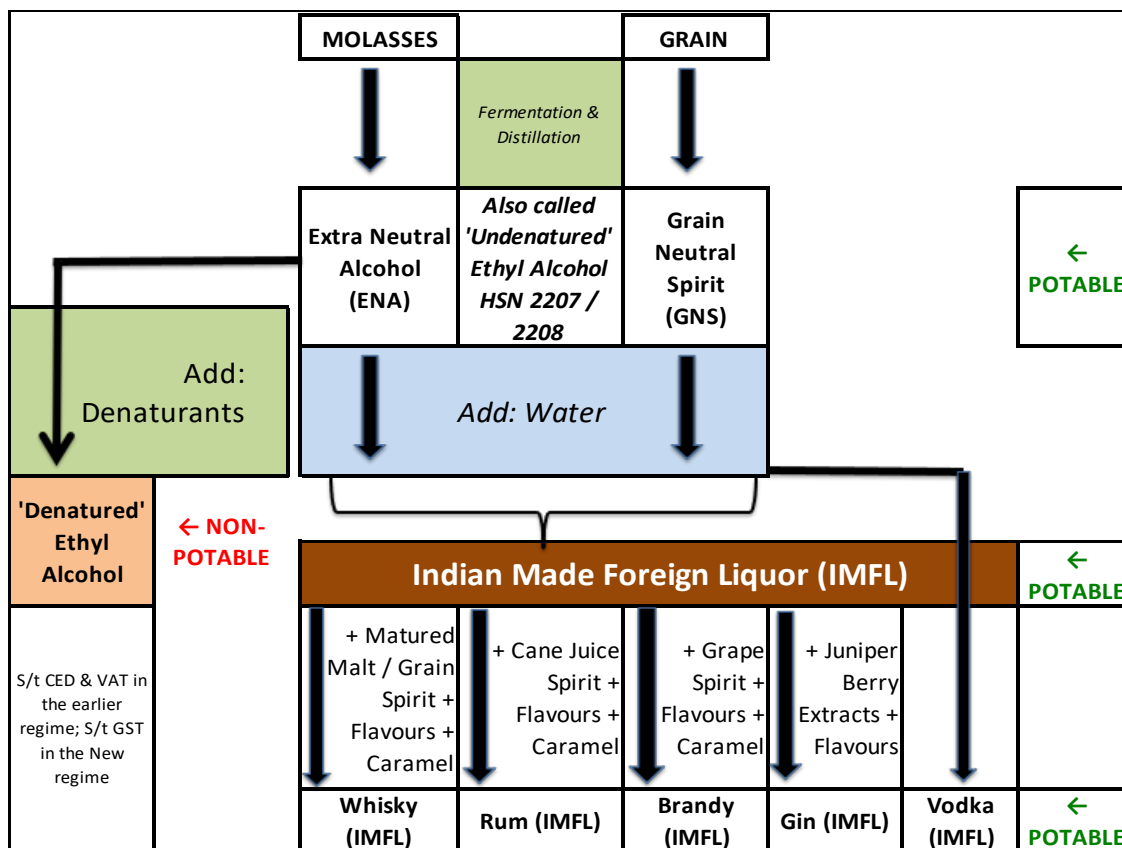 MOLASSES
GRAIN
Fermentation &
Distillation
Extra Neutral
Alcohol
(ENA)
Also called
'Undenatured'
Ethyl Alcohol
HSN 2207 /
2208
Grain
Neutral
Spirit
(GNS)
←
POTABLE
Add:
Denaturants
Add: Water
'Denatured'
Ethyl
Alcohol
← NON-
POTABLE
Indian Made Foreign Liquor (IMFL)
←
POTABLE
S/t CED & VAT in
the earlier
regime; S/t GST
in the New
regime
+ Matured
Malt / Grain
Spirit +
Flavours +
Caramel
+ Cane Juice
Spirit +
Flavours +
Caramel
+ Grape
Spirit +
Flavours +
Caramel
+ Juniper
Berry
Extracts +
Flavours
Whisky
(IMFL)
Rum (IMFL)
Brandy
(IMFL)
Gin (IMFL)
Vodka
(IMFL)
←
POTABLE